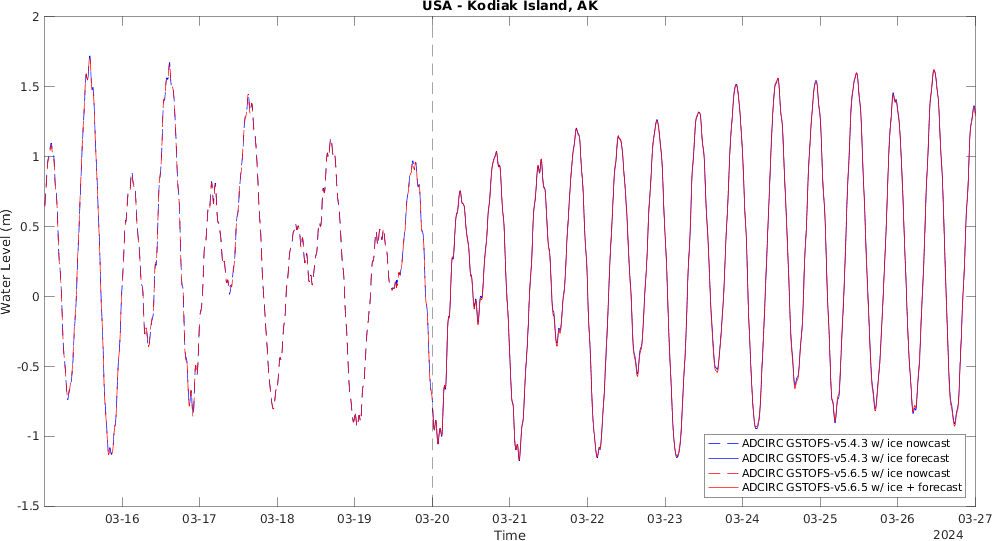 USA - Kodiak Island, AK
2
1.5
1
0.5
0
-0.5
-1
-1.5
Water Level (m)
ADCIRC GSTOFS-v5.4.3 w/ ice nowcast
ADCIRC GSTOFS-v5.4.3 w/ ice forecast
ADCIRC GSTOFS-v5.6.5 w/ ice nowcast
ADCIRC GSTOFS-v5.6.5 w/ ice + forecast
03-16 03-17 03-18 03-19 03-20 03-21 03-22 03-23 03-24 03-25 03-26 03-27
Time
2024